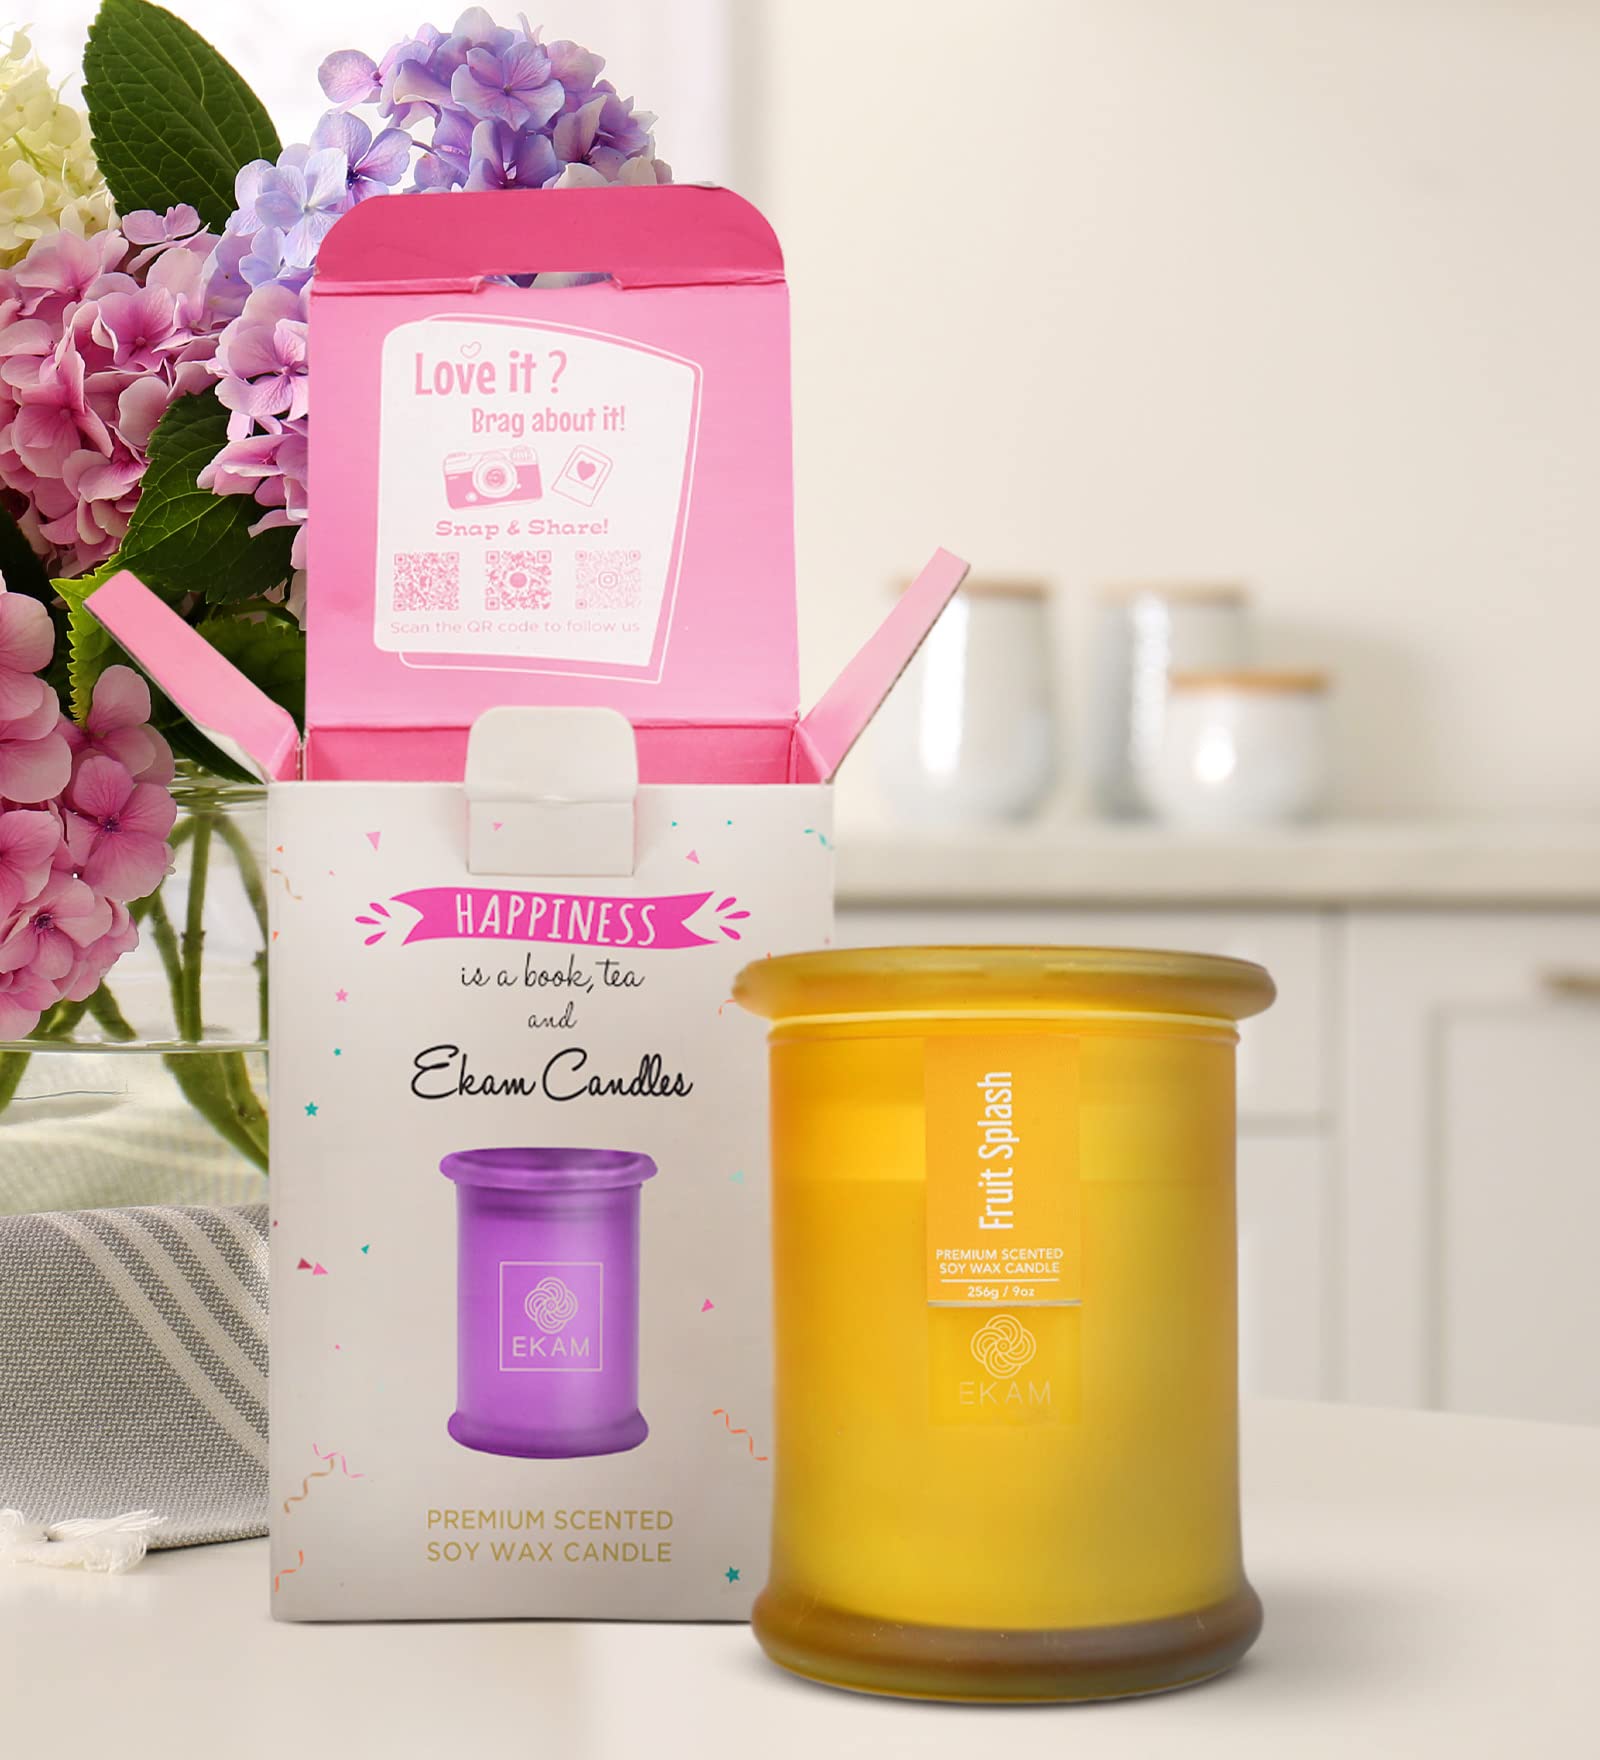 Love it ?
Brag about it!
Snap & Share!
Scan the QR code to follow us
HAPPINESS
is a book, tea
and
Ekam Candles
EKAM
PREMIUM SCENTED
SOY WAX CANDLE
Fruit Splash
PREMIUM SCENTED
SOY WAX CANDLE
256g / 9oz
EKAM